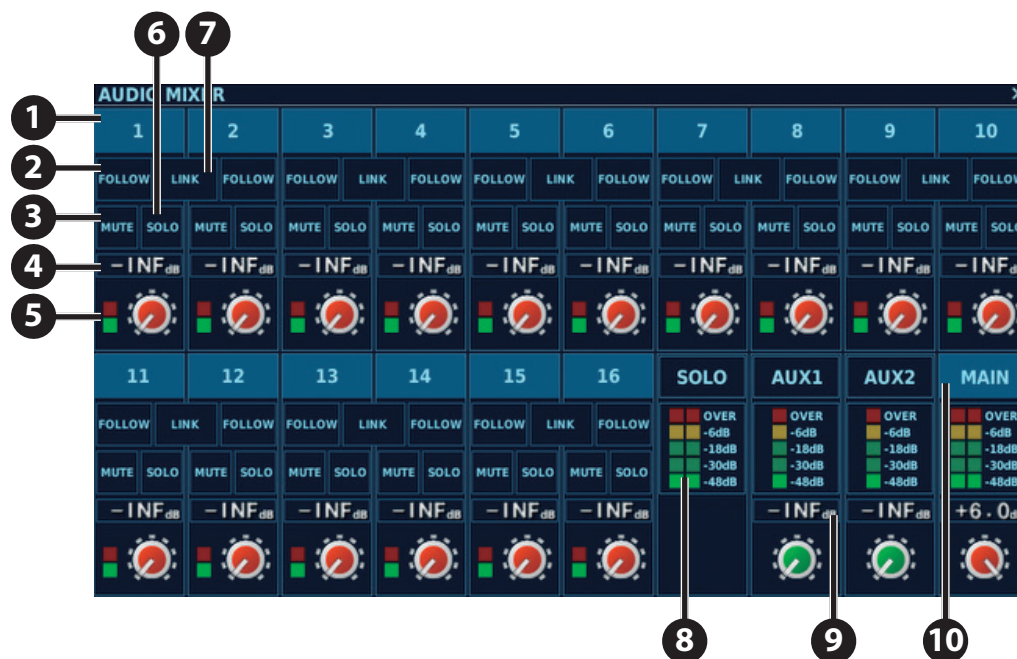 6 7
AUDIO MIXER X
1 1 2 3 4 5 6 7 8 9 10
2 FOLLOW LINK FOLLOW FOLLOW LINK FOLLOW FOLLOW LINK FOLLOW FOLLOW LINK FOLLOW FOLLOW LINK FOLLOW
3 MUTE SOLO MUTE SOLO MUTE SOLO MUTE SOLO MUTE SOLO MUTE SOLO MUTE SOLO MUTE SOLO MUTE SOLO MUTE SOLO
4 -INFdB -INFdB -INFdB -INFdB -INFdB -INFdB -INFdB -INFdB -INFdB -INFd
5
11 12 13 14 15 16 SOLO AUX1 AUX2 MAIN
FOLLOW LINK FOLLOW FOLLOW LINK FOLLOW FOLLOW LINK FOLLOW OVER OVER OVER OVER
-6dB -6dB -6dB -6dB
-18dB -18dB -18dB -18dB
MUTE SOLO MUTE SOLO MUTE SOLO MUTE SOLO MUTE SOLO MUTE SOLO -30dB -30dB -30dB -30dB
-48dB -48dB -48dB -48dB
-INFdB -INFdB -INFdB -INFdB -INFdB -INFdB -INFdB -INFdB +6.0d
8 9 10